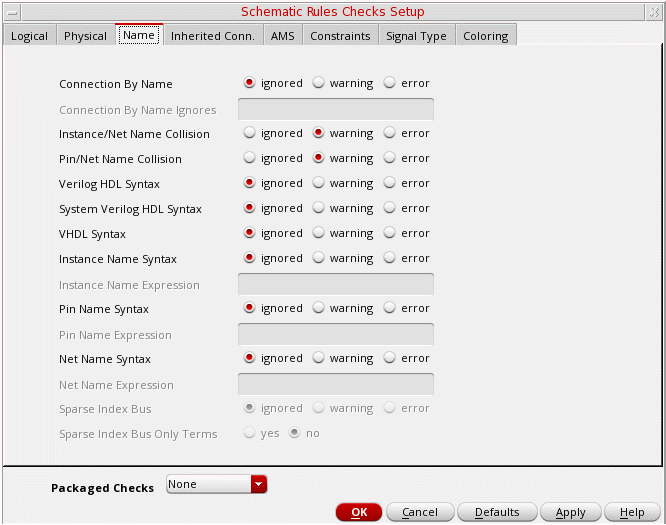 Schematic Rules Checks Setup
Logical Physical Name Inherited Conn. AMS Constraints Signal Type Coloring
Connection By Name ignored warning error
Connection By Name Ignores
Instance/Net Name Collision ignored warning error
Pin/Net Name Collision ignored warning error
Verilog HDL Syntax ignored warning error
System Verilog HDL Syntax ignored warning error
VHDL Syntax ignored warning error
Instance Name Syntax ignored warning error
Instance Name Expression
Pin Name Syntax ignored warning error
Pin Name Expression
Net Name Syntax ignored warning error
Net Name Expression
Sparse Index Bus ignored warning error
Sparse Index Bus Only Terms yes no
Packaged Checks None
OK Cancel Defaults Apply Help